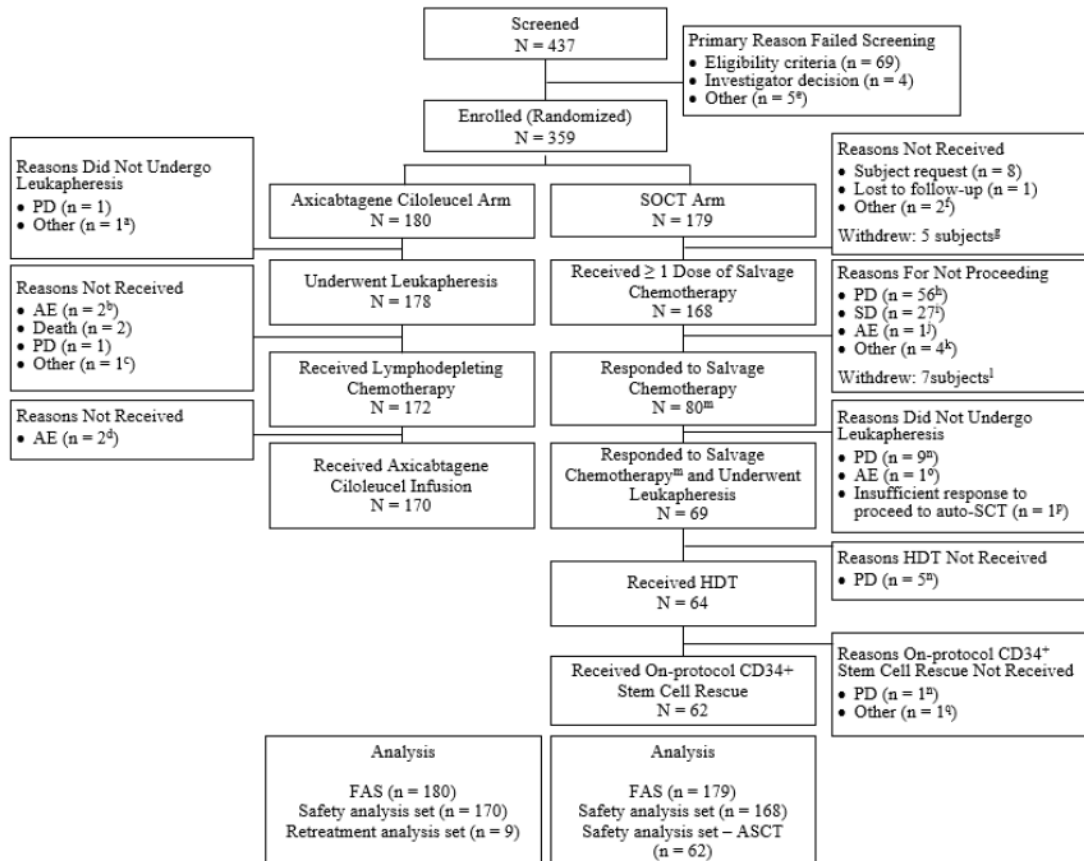 Screened
N = 437
Primary Reason Failed Screening
• Eligibility criteria (n = 69)
• Investigator decision (n = 4)
• Other (n = 5ᵉ)
Enrolled (Randomized)
N = 359
Reasons Did Not Undergo
Leukapheresis
• PD (n = 1)
• Other (n = 1ᵃ)
Axicabtagene Ciloleucel Arm
N = 180
SOCT Arm
N = 179
Reasons Not Received
• Subject request (n = 8)
• Lost to follow-up (n = 1)
• Other (n = 2ᶠ)
Withdrew: 5 subjectsᵍ
Reasons Not Received
• AE (n = 2ᵇ)
• Death (n = 2)
• PD (n = 1)
• Other (n = 1ᶜ)
Underwent Leukapheresis
N = 178
Received ≥ 1 Dose of Salvage
Chemotherapy
N = 168
Reasons For Not Proceeding
• PD (n = 56ʰ)
• SD (n = 27ⁱ)
• AE (n = 1ʲ)
• Other (n = 4ᵏ)
Withdrew: 7subjectsˡ
Received Lymphodepleting
Chemotherapy
N = 172
Responded to Salvage
Chemotherapy
N = 80ᵐ
Reasons Not Received
• AE (n = 2ᵈ)
Reasons Did Not Undergo
Leukapheresis
• PD (n = 9ⁿ)
• AE (n = 1ᵒ)
• Insufficient response to
proceed to auto-SCT (n = 1ᵖ)
Received Axicabtagene
Ciloleucel Infusion
N = 170
Responded to Salvage
Chemotherapyᵐ and Underwent
Leukapheresis
N = 69
Reasons HDT Not Received
• PD (n = 5ⁿ)
Received HDT
N = 64
Reasons On-protocol CD34⁺
Stem Cell Rescue Not Received
• PD (n = 1ⁿ)
• Other (n = 1ᑫ)
Received On-protocol CD34+
Stem Cell Rescue
N = 62
Analysis
FAS (n = 180)
Safety analysis set (n = 170)
Retreatment analysis set (n = 9)
Analysis
FAS (n = 179)
Safety analysis set (n = 168)
Safety analysis set – ASCT
(n = 62)